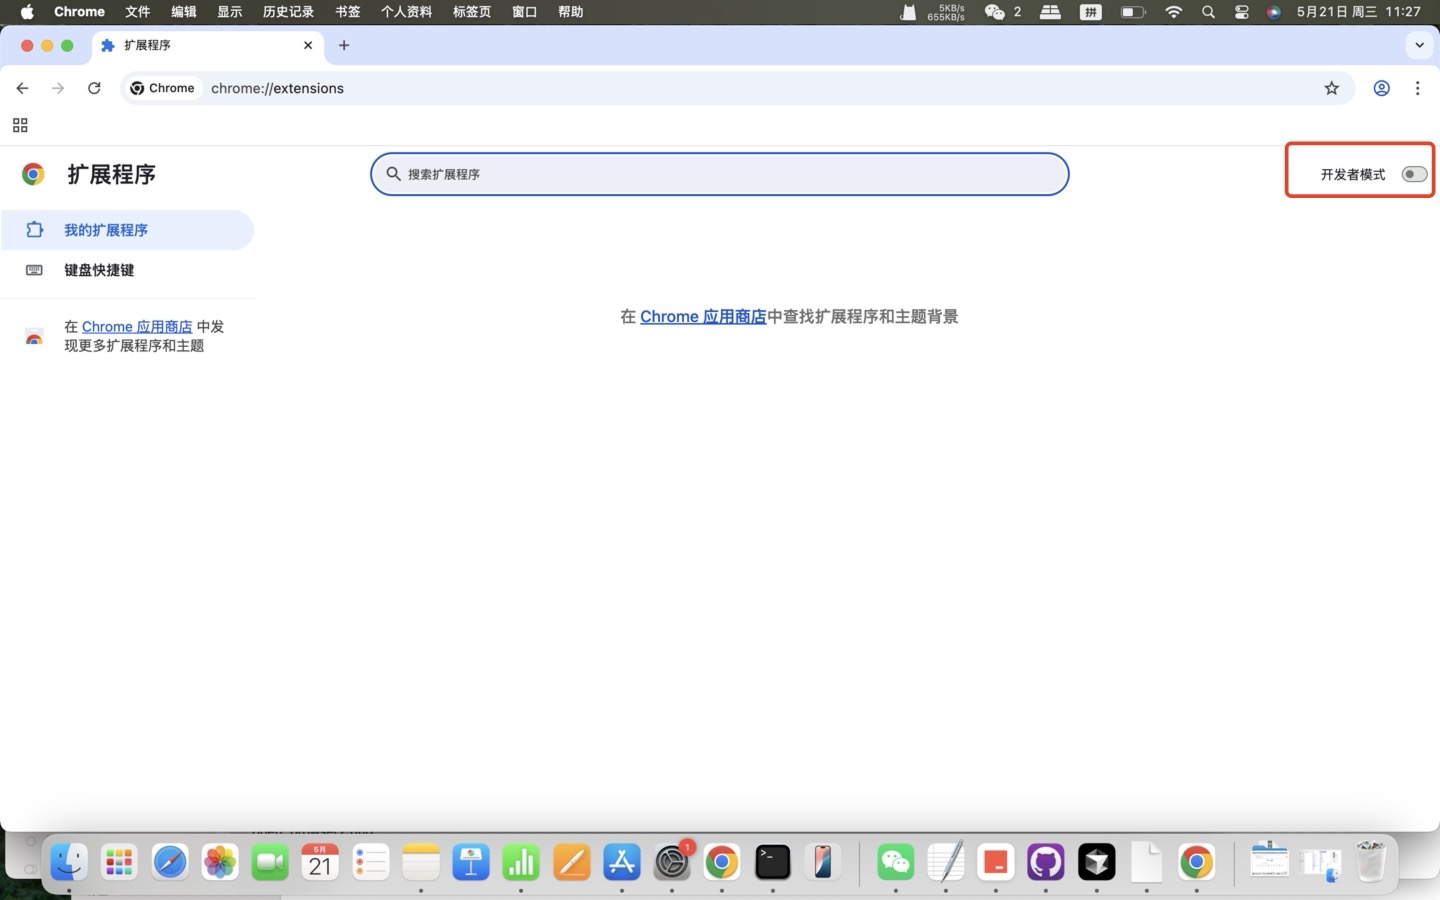 Chrome 文件 编辑 显示 历史记录 书签 个人资料 标签页 窗口 帮助 5KB/s 655KB/s 2 拼 5月21日 周三 11:27
扩展程序
Chrome chrome://extensions
扩展程序 搜索扩展程序 开发者模式
我的扩展程序
键盘快捷键
在 Chrome 应用商店中查找扩展程序和主题背景
在 Chrome 应用商店 中发
现更多扩展程序和主题
5月
21
1